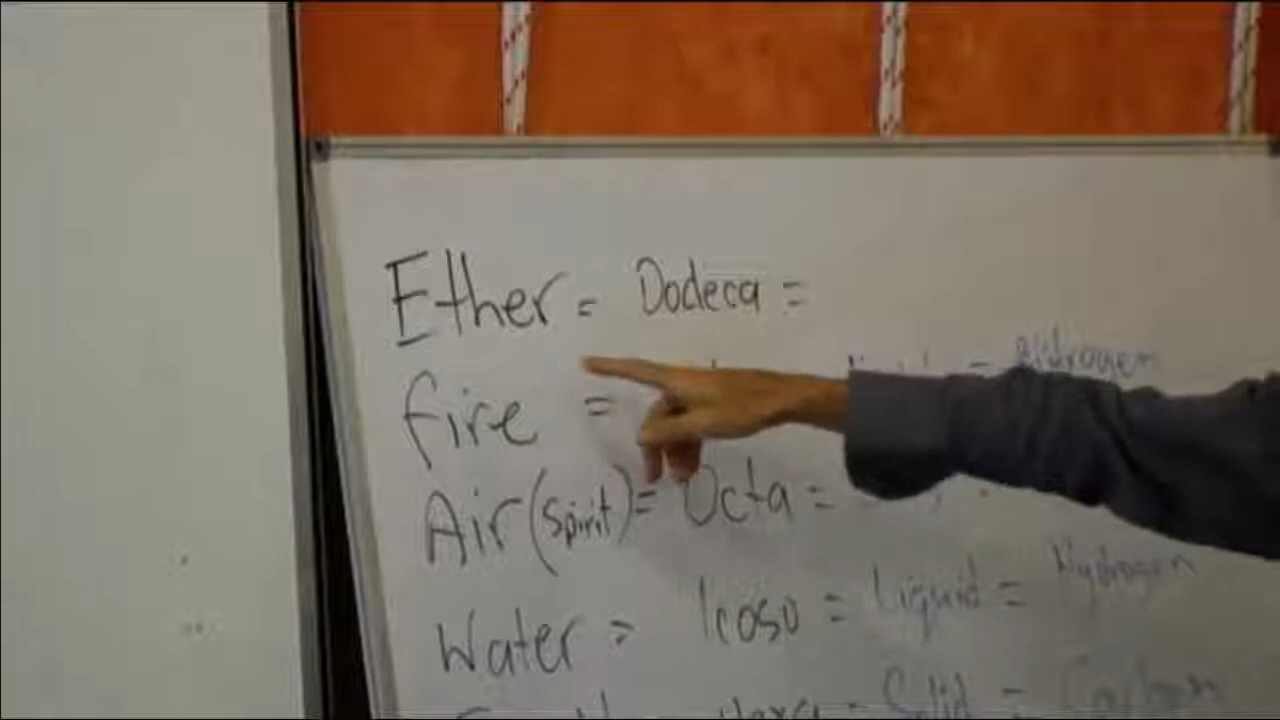 Ether = Dodeca =
fire = = Nitrogen
Air (spirit) = Octa =
Water = Icoso = Liquid = Hydrogen
Hexa = Solid = Carbon